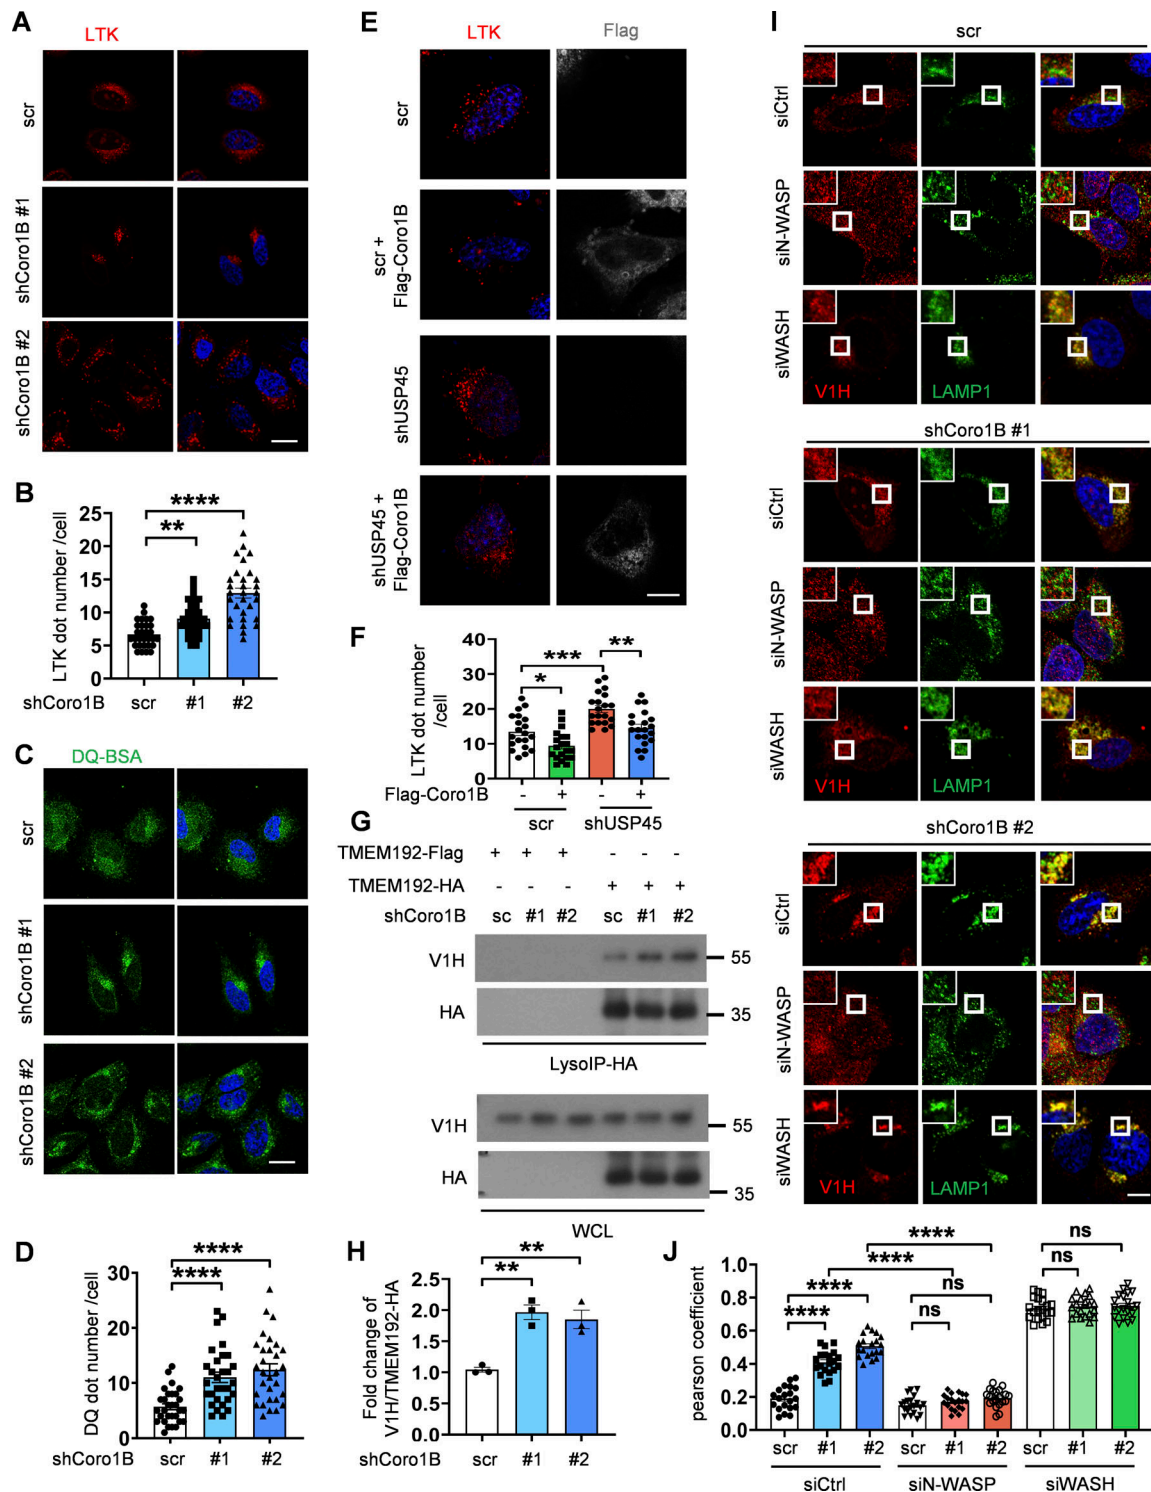 A
LTK
scr
shCoro1B #1
shCoro1B #2
B
****
**
LTK dot number /cell
25
20
15
10
5
0
shCoro1B
scr
#1
#2
C
DQ-BSA
scr
shCoro1B #1
shCoro1B #2
D
****
****
DQ dot number /cell
30
20
10
0
shCoro1B
scr
#1
#2
E
LTK
Flag
scr
scr +
Flag-Coro1B
shUSP45
shUSP45 +
Flag-Coro1B
F
***
**
*
LTK dot number
/cell
40
30
20
10
0
Flag-Coro1B
- + - +
scr
shUSP45
G
TMEM192-Flag + + + - - -
TMEM192-HA - - - + + +
shCoro1B sc #1 #2 sc #1 #2
V1H
55
HA
35
LysoIP-HA
V1H
55
HA
35
WCL
H
**
**
Fold change of
V1H/TMEM192-HA
2.5
2.0
1.5
1.0
0.5
0.0
shCoro1B
scr
#1
#2
I
scr
siCtrl
siN-WASP
siWASH
V1H
LAMP1
shCoro1B #1
siCtrl
siN-WASP
siWASH
V1H
LAMP1
shCoro1B #2
siCtrl
siN-WASP
siWASH
V1H
LAMP1
J
****
****
****
****
ns
ns
ns
ns
pearson coefficient
1.0
0.8
0.6
0.4
0.2
0.0
scr #1 #2 scr #1 #2 scr #1 #2
siCtrl
siN-WASP
siWASH